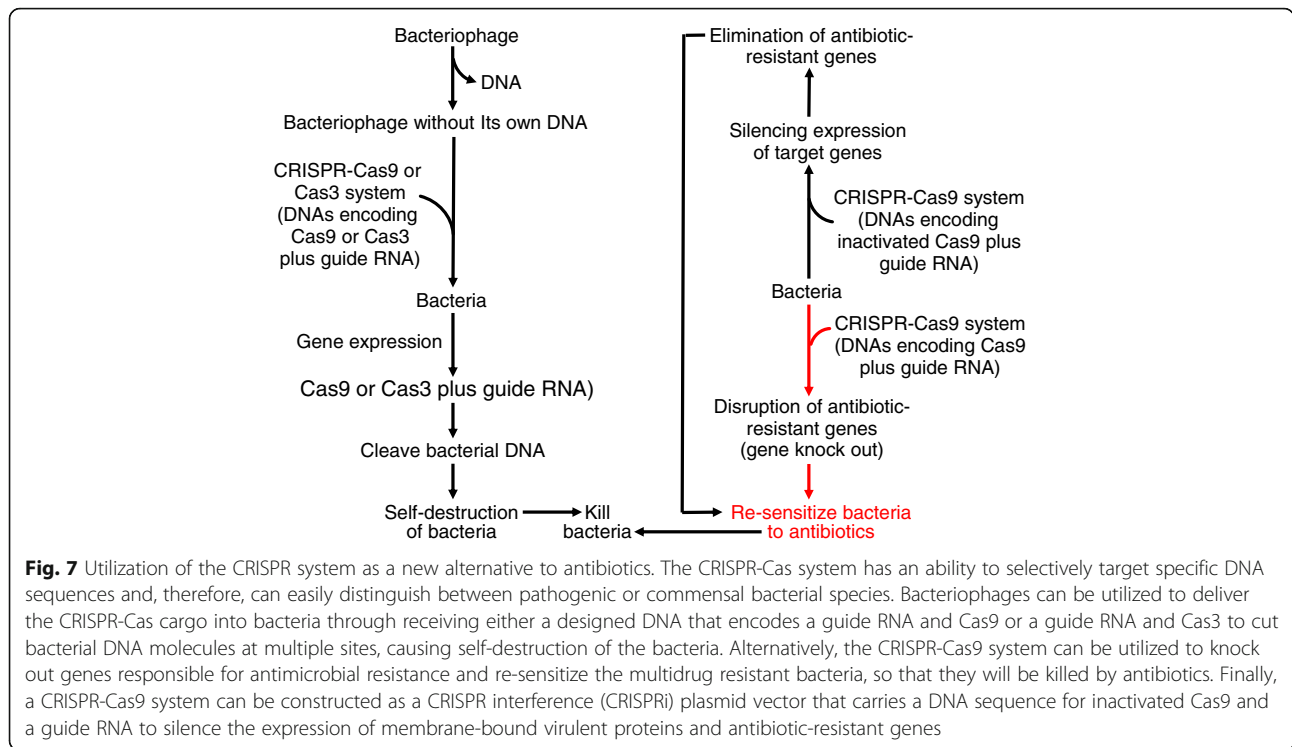 Bacteriophage
DNA
Bacteriophage without Its own DNA
CRISPR-Cas9 or
Cas3 system
(DNAs encoding
Cas9 or Cas3
plus guide RNA)
Bacteria
Gene expression
Cas9 or Cas3 plus guide RNA)
Cleave bacterial DNA
Self-destruction
of bacteria
Kill
bacteria
Elimination of antibiotic-
resistant genes
Silencing expression
of target genes
CRISPR-Cas9 system
(DNAs encoding
inactivated Cas9 plus
guide RNA)
Bacteria
CRISPR-Cas9 system
(DNAs encoding Cas9
plus guide RNA)
Disruption of antibiotic-
resistant genes
(gene knock out)
Re-sensitize bacteria
to antibiotics
Fig. 7 Utilization of the CRISPR system as a new alternative to antibiotics. The CRISPR-Cas system has an ability to selectively target specific DNA
sequences and, therefore, can easily distinguish between pathogenic or commensal bacterial species. Bacteriophages can be utilized to deliver
the CRISPR-Cas cargo into bacteria through receiving either a designed DNA that encodes a guide RNA and Cas9 or a guide RNA and Cas3 to cut
bacterial DNA molecules at multiple sites, causing self-destruction of the bacteria. Alternatively, the CRISPR-Cas9 system can be utilized to knock
out genes responsible for antimicrobial resistance and re-sensitize the multidrug resistant bacteria, so that they will be killed by antibiotics. Finally,
a CRISPR-Cas9 system can be constructed as a CRISPR interference (CRISPRi) plasmid vector that carries a DNA sequence for inactivated Cas9 and
a guide RNA to silence the expression of membrane-bound virulent proteins and antibiotic-resistant genes